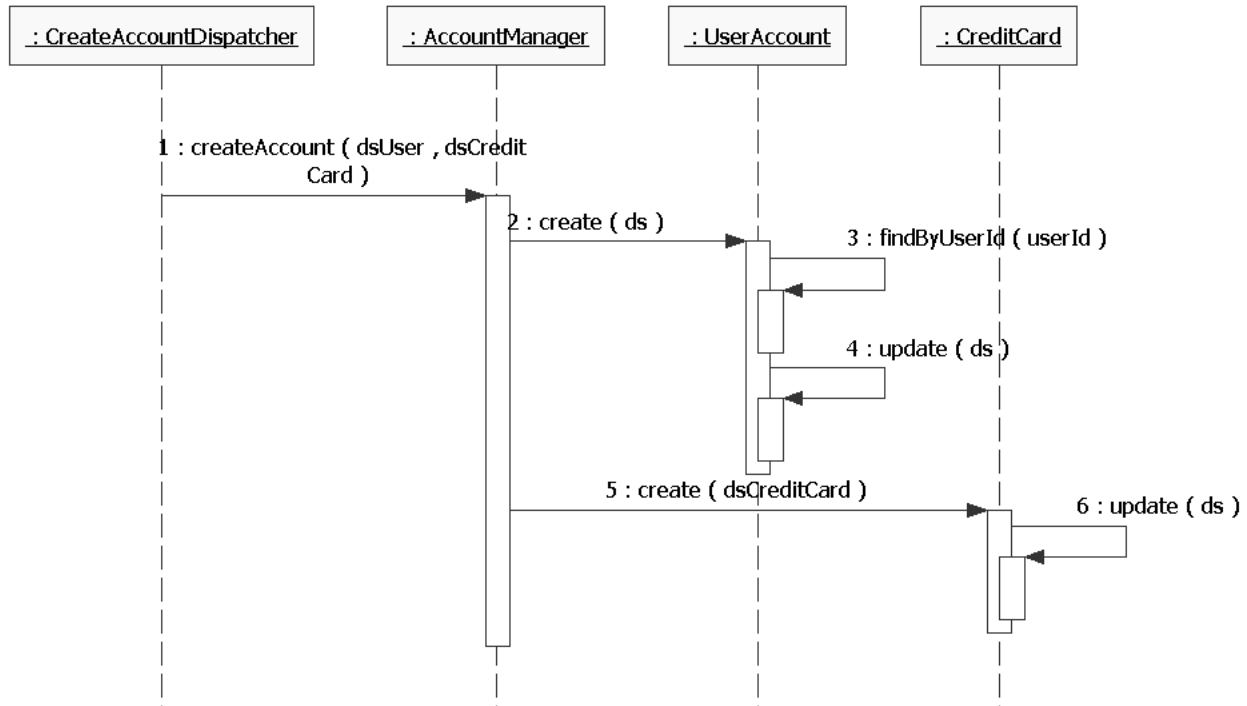 : CreateAccountDispatcher
: AccountManager
: UserAccount
: CreditCard
1 : createAccount ( dsUser , dsCredit
Card )
2 : create ( ds )
3 : findByUserId ( userId )
4 : update ( ds )
5 : create ( dsCreditCard )
6 : update ( ds )